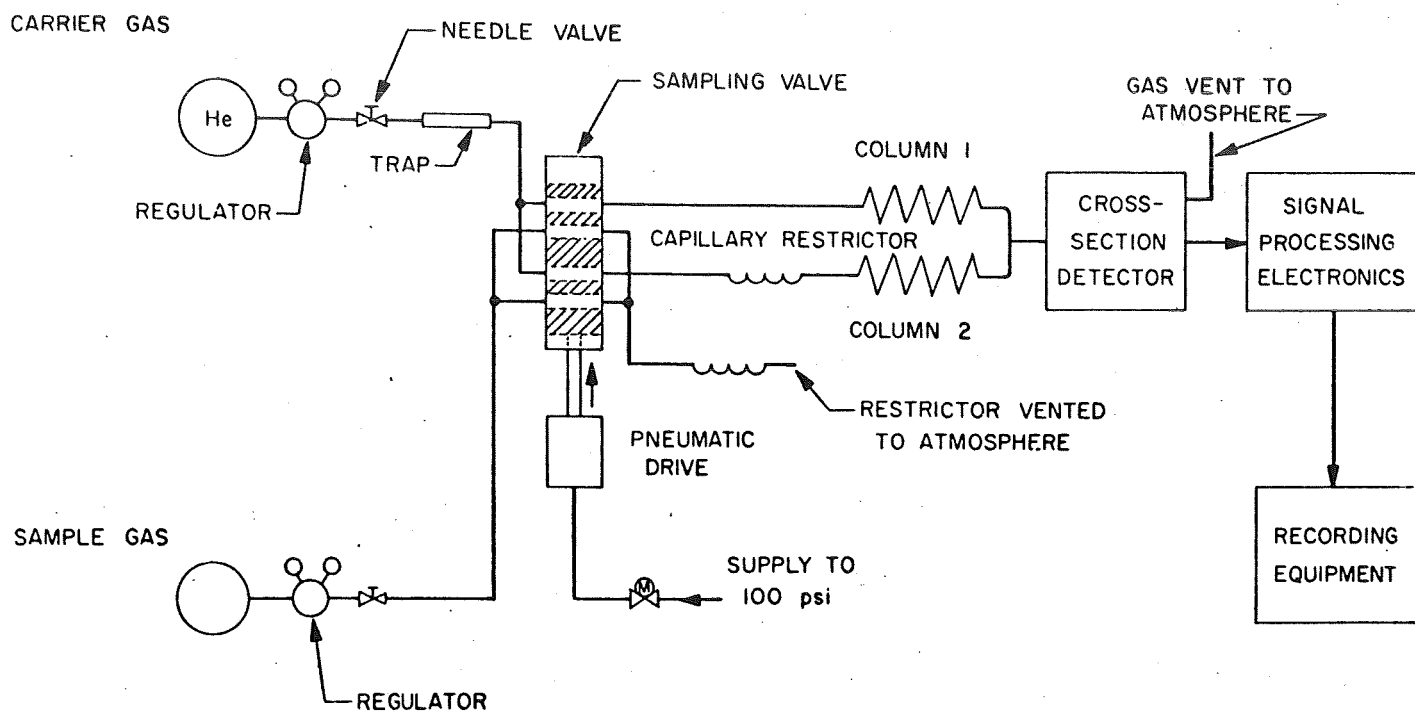 CARRIER GAS
NEEDLE VALVE
SAMPLING VALVE
GAS VENT TO
ATMOSPHERE
He
TRAP
REGULATOR
COLUMN 1
CAPILLARY RESTRICTOR
COLUMN 2
CROSS-
SECTION
DETECTOR
SIGNAL
PROCESSING
ELECTRONICS
RESTRICTOR VENTED
TO ATMOSPHERE
PNEUMATIC
DRIVE
SAMPLE GAS
M
SUPPLY TO
100 psi
RECORDING
EQUIPMENT
REGULATOR